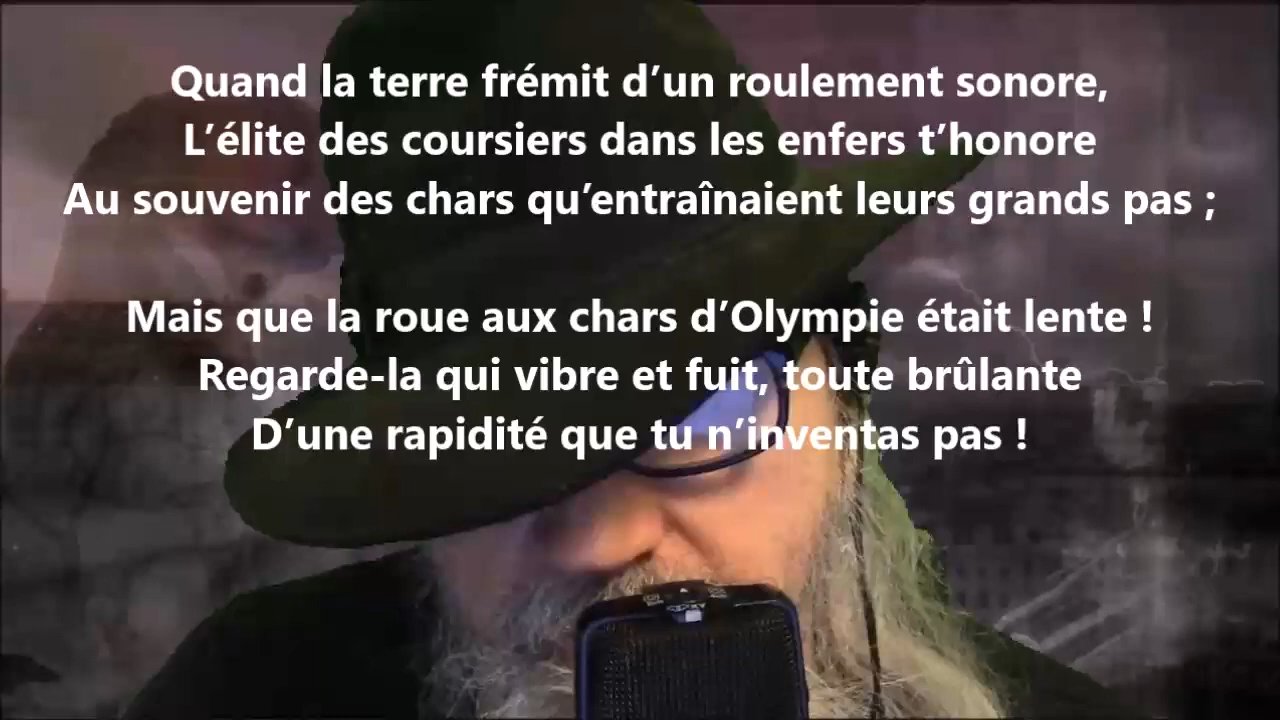 Quand la terre frémit d’un roulement sonore,
L’élite des coursiers dans les enfers t’honore
Au souvenir des chars qu’entraînaient leurs grands pas ;
Mais que la roue aux chars d’Olympie était lente !
Regarde-la qui vibre et fuit, toute brûlante
D’une rapidité que tu n’inventas pas !